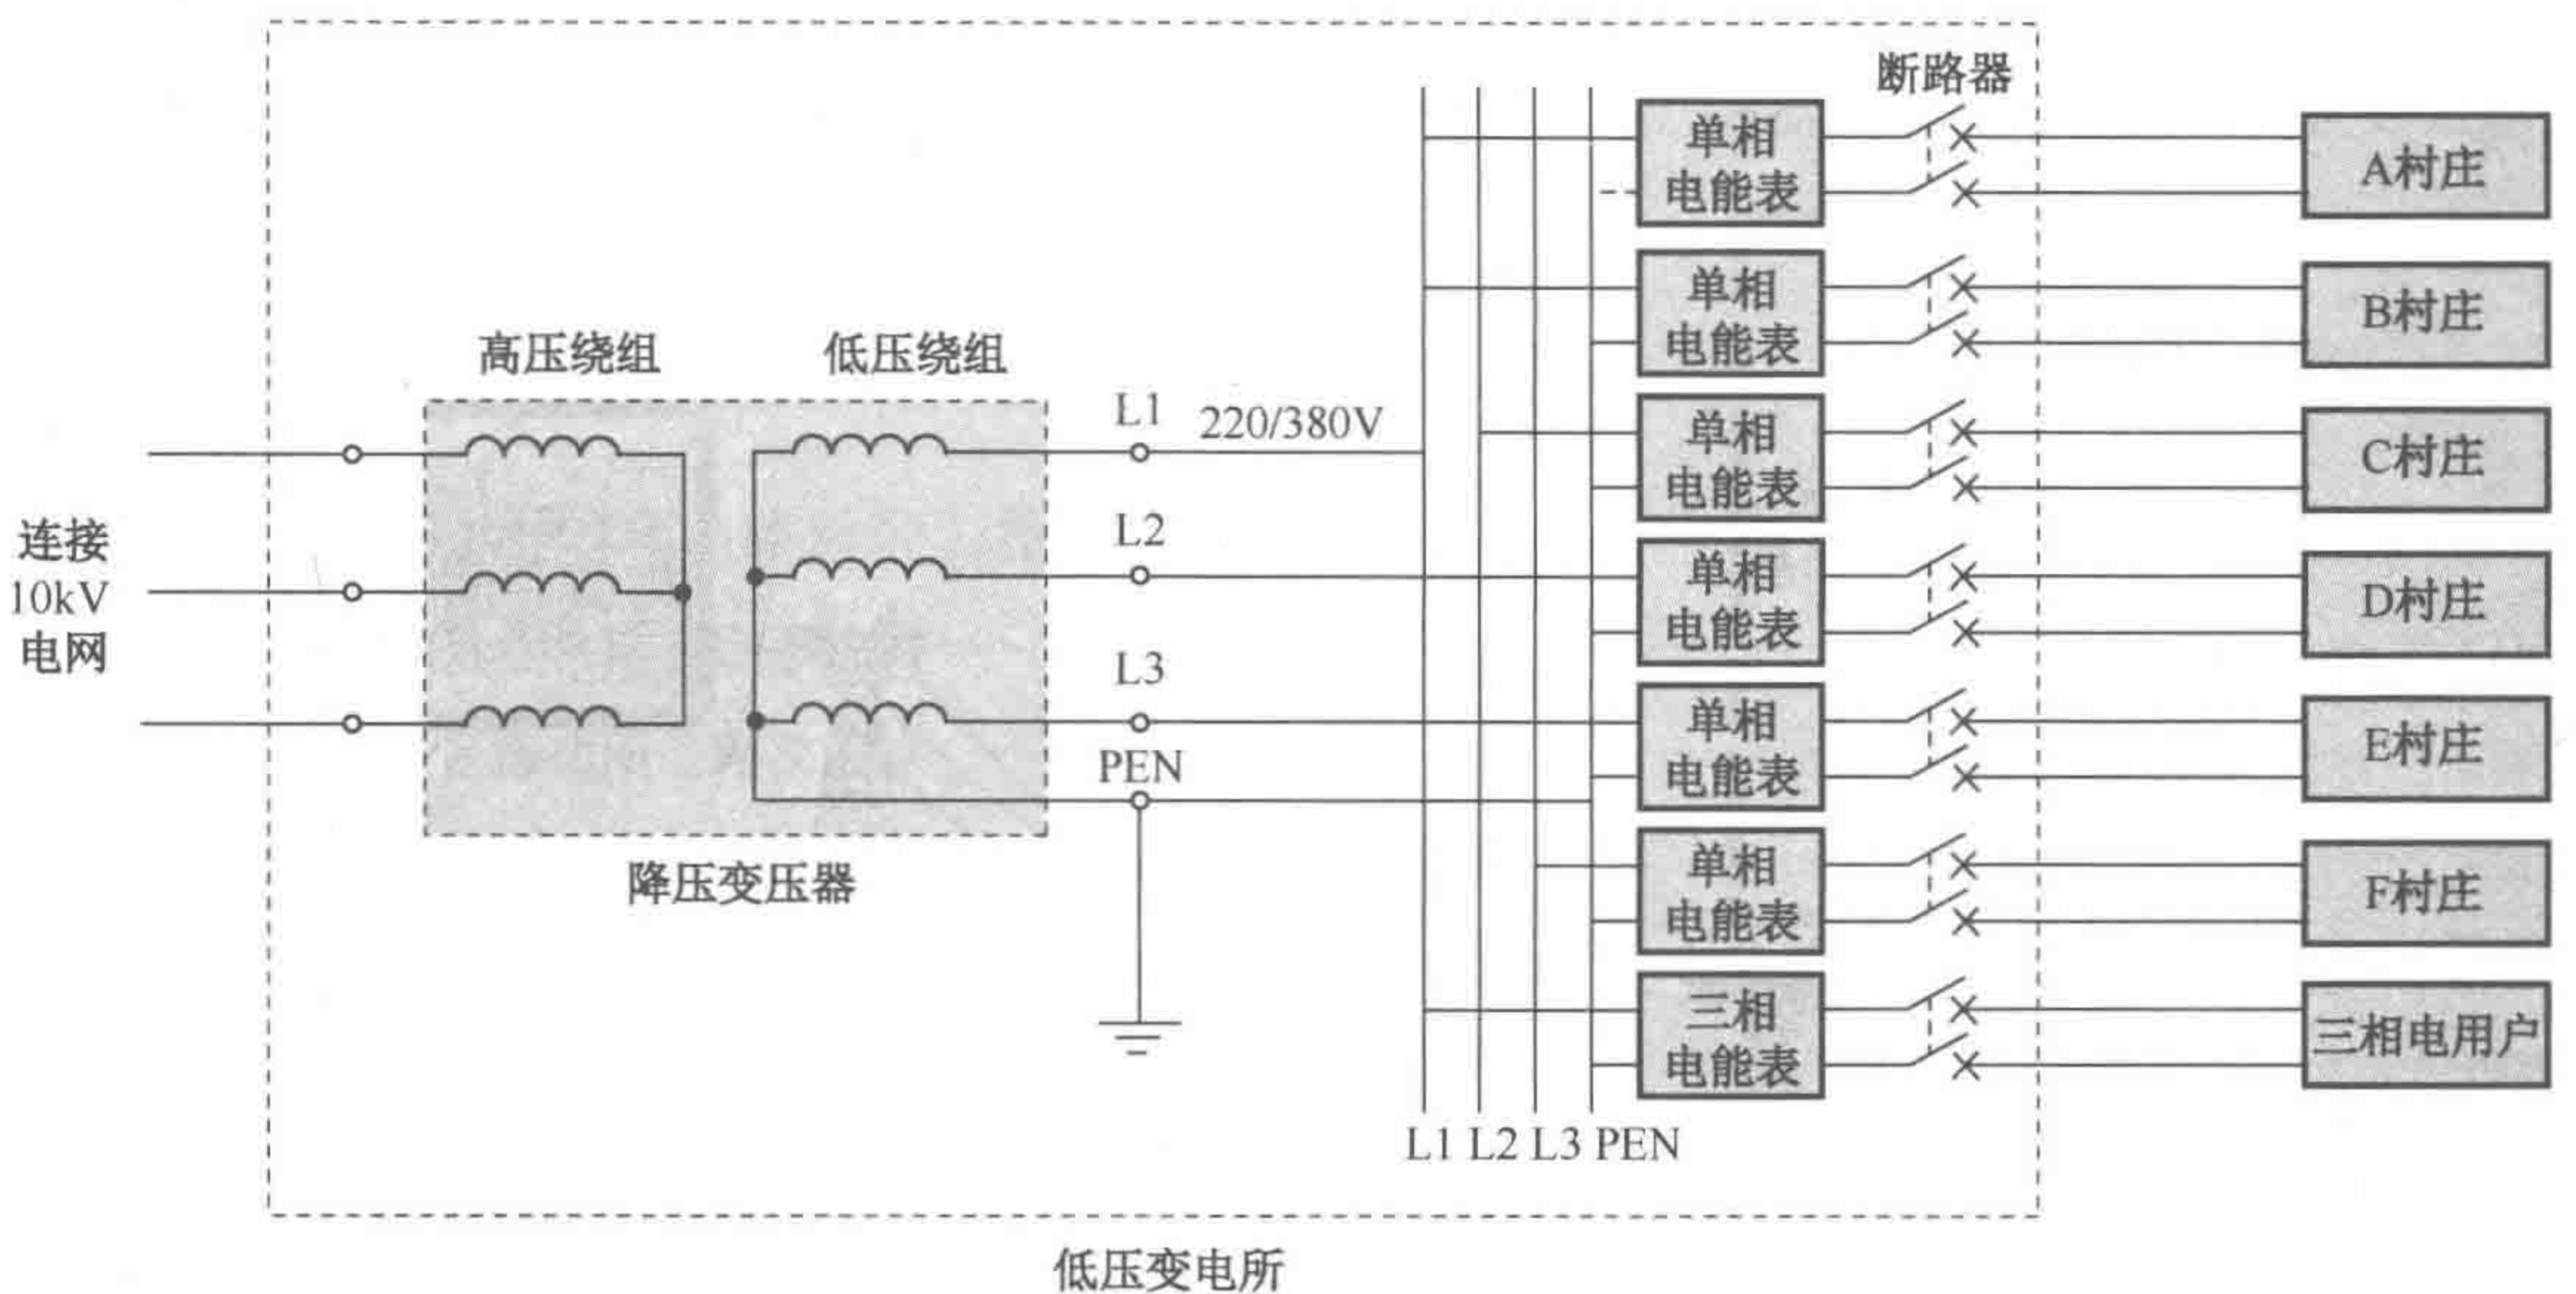 断路器
单相
电能表
A村庄
单相
电能表
B村庄
高压绕组
低压绕组
L1
220/380V
单相
电能表
C村庄
连接
10kV
电网
L2
单相
电能表
D村庄
L3
单相
电能表
E村庄
PEN
降压变压器
单相
电能表
F村庄
三相
电能表
三相电用户
L1 L2 L3 PEN
低压变电所